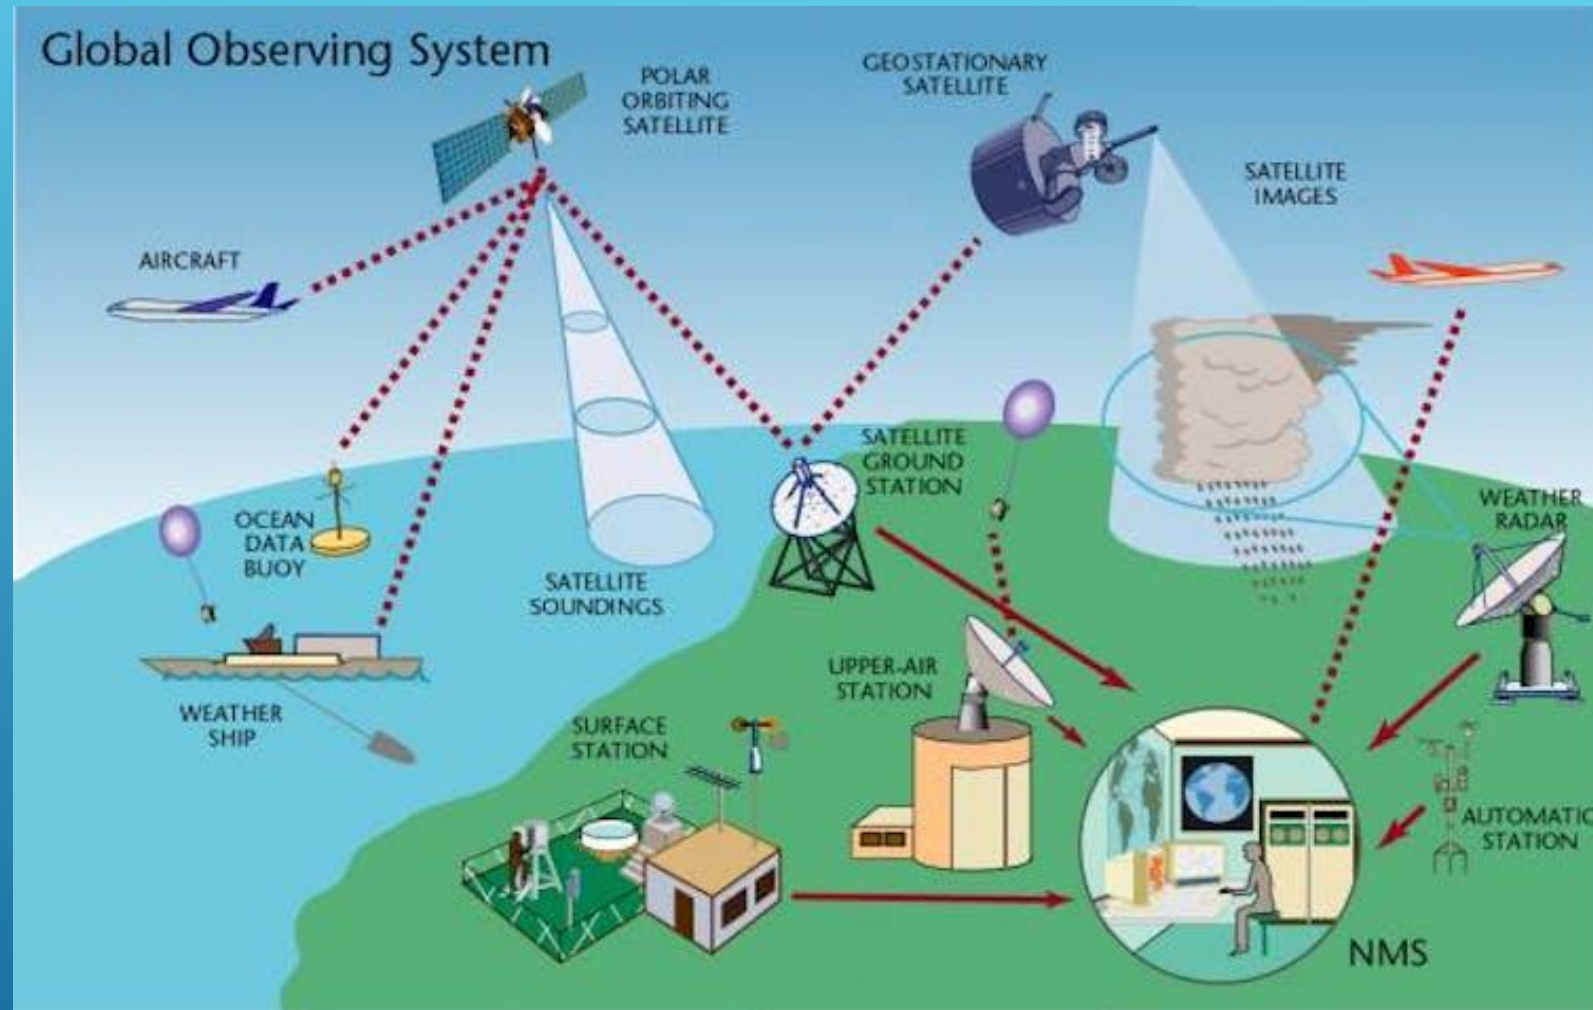 Global Observing System
POLAR
ORBITING
SATELLITE
GEOSTATIONARY
SATELLITE
SATELLITE
IMAGES
AIRCRAFT
SATELLITE
GROUND
STATION
WEATHER
RADAR
OCEAN
DATA
BUOY
SATELLITE
SOUNDINGS
UPPER-AIR
STATION
WEATHER
SHIP
SURFACE
STATION
AUTOMATIC
STATION
NMS